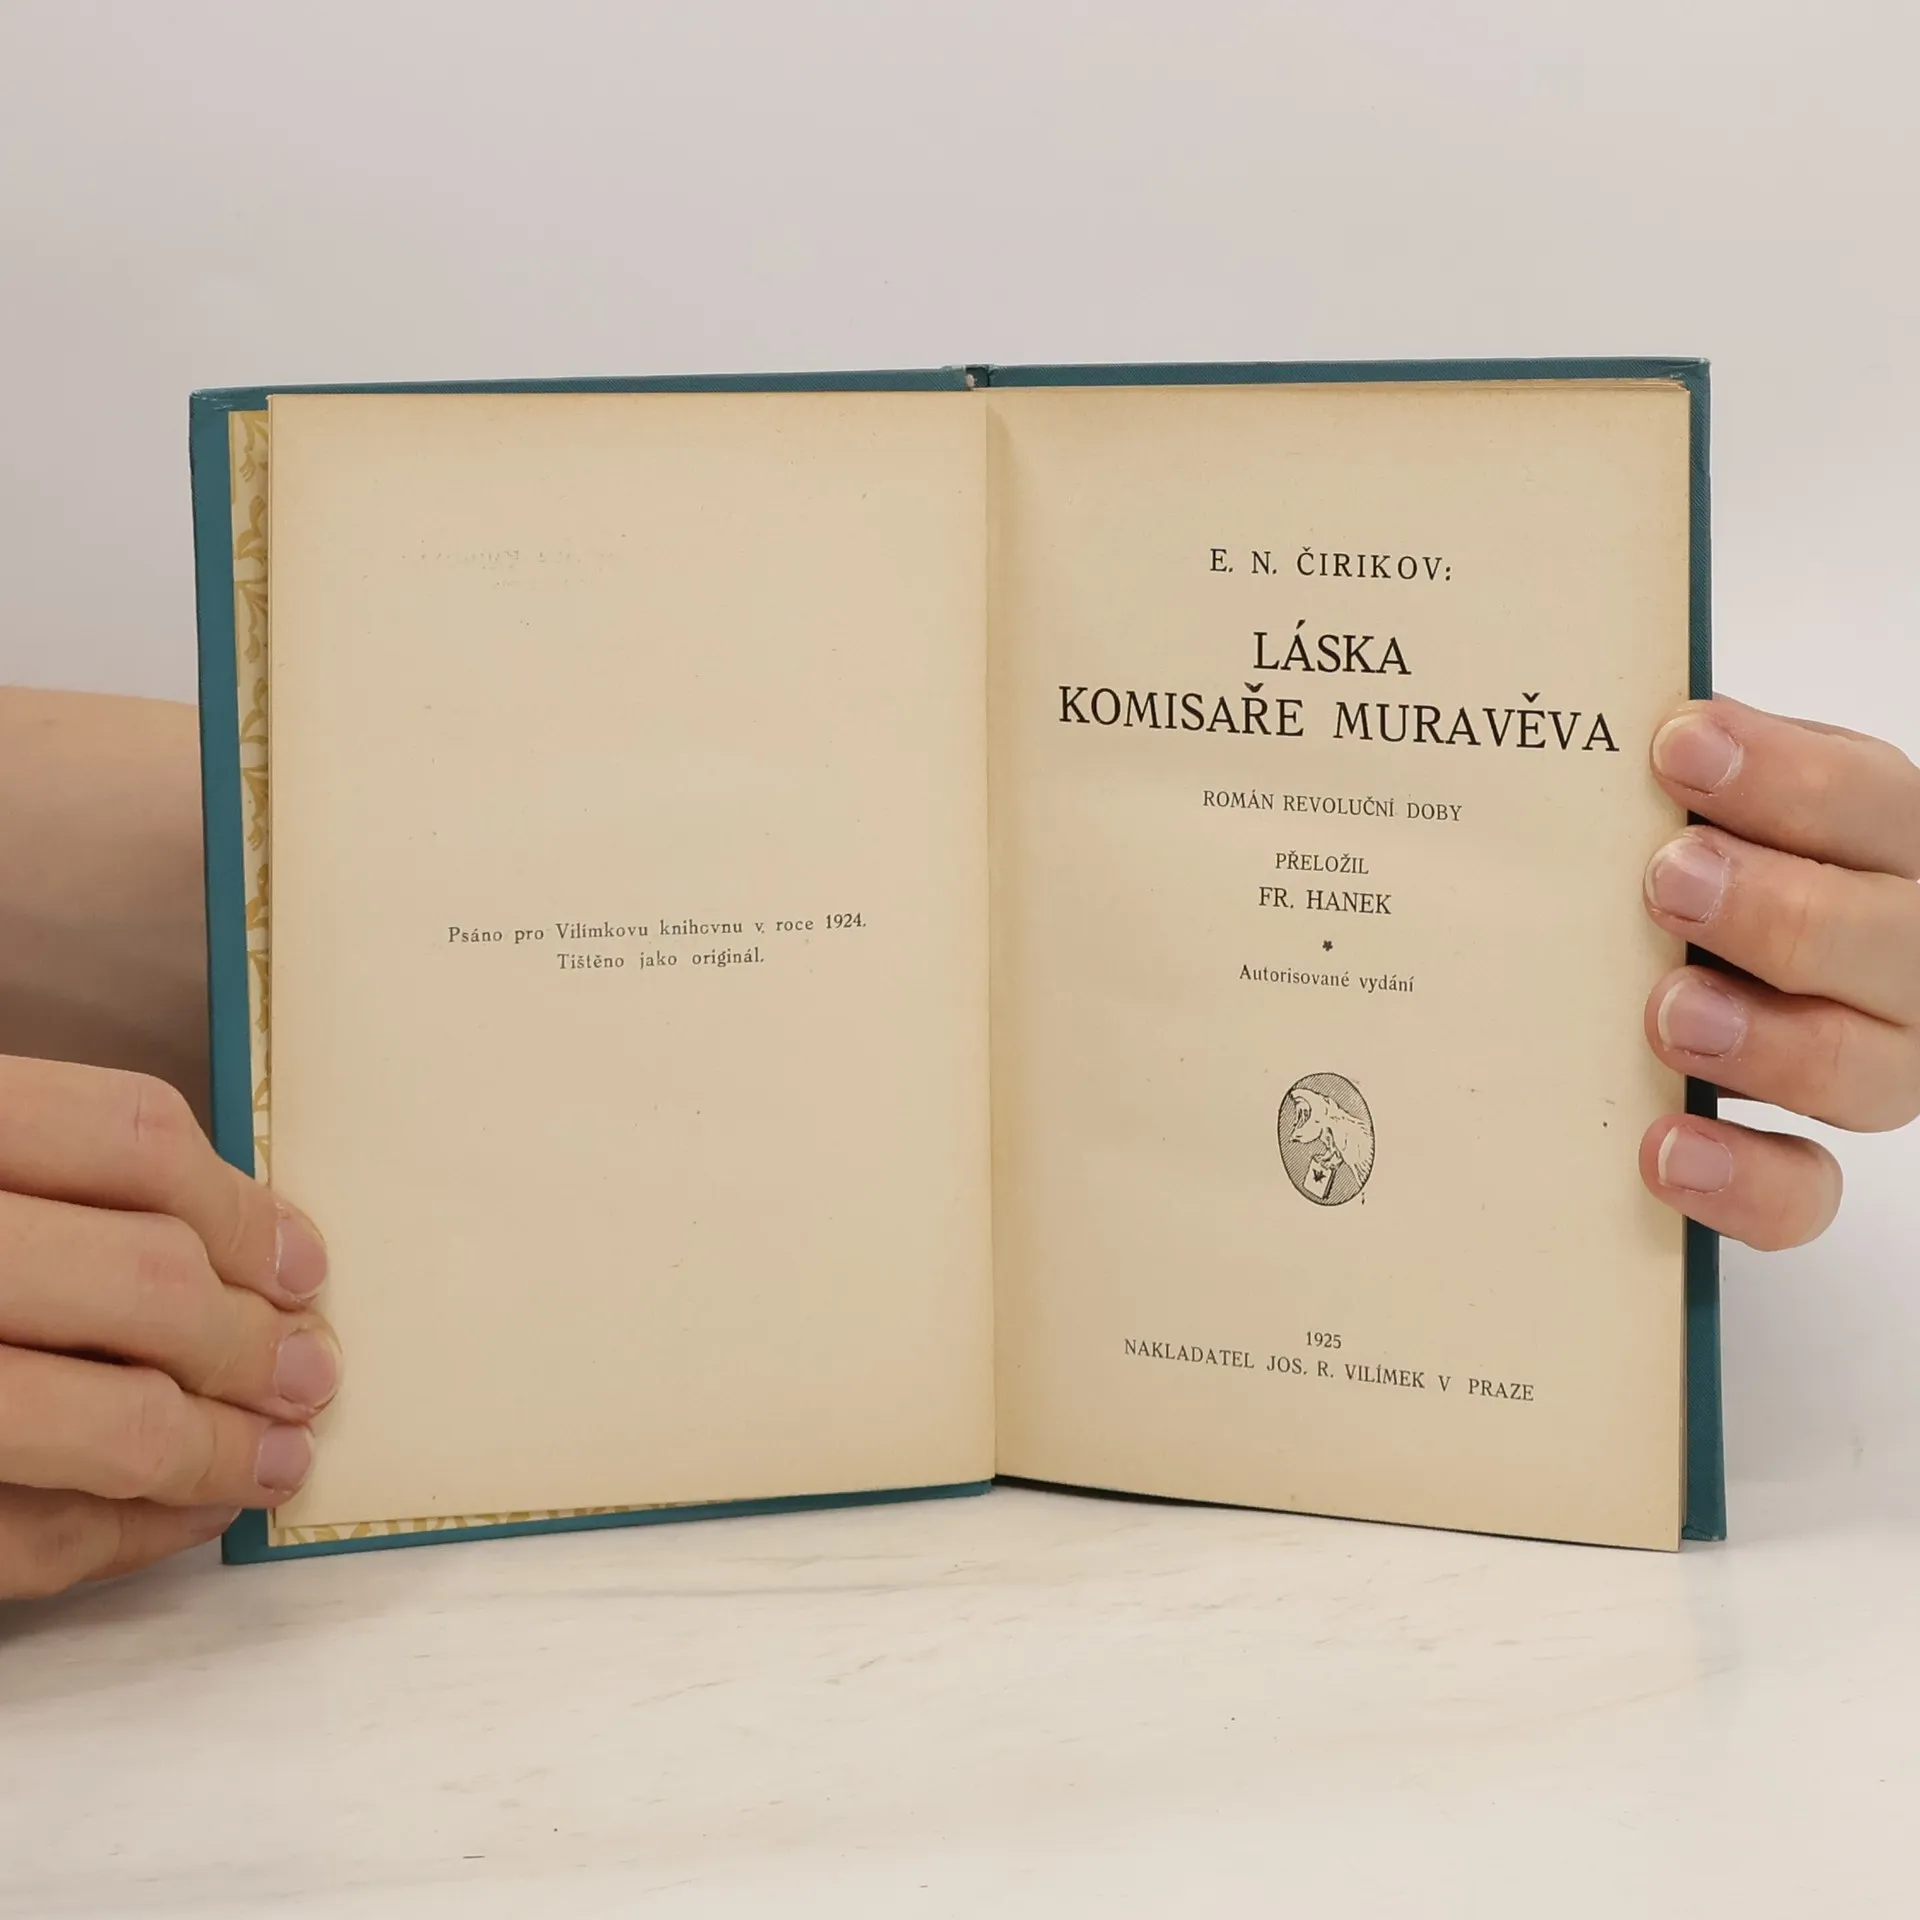 Psáno pro Vilímkovu knihovnu v roce 1924.
Tištěno jako originál.
E. N. ČIRIKOV:
LÁSKA
KOMISAŘE MURAVĚVA
ROMÁN REVOLUČNÍ DOBY
PŘELOŽIL
FR. HANEK
Autorisované vydání
1925
NAKLADATEL JOS. R. VILÍMEK V PRAZE